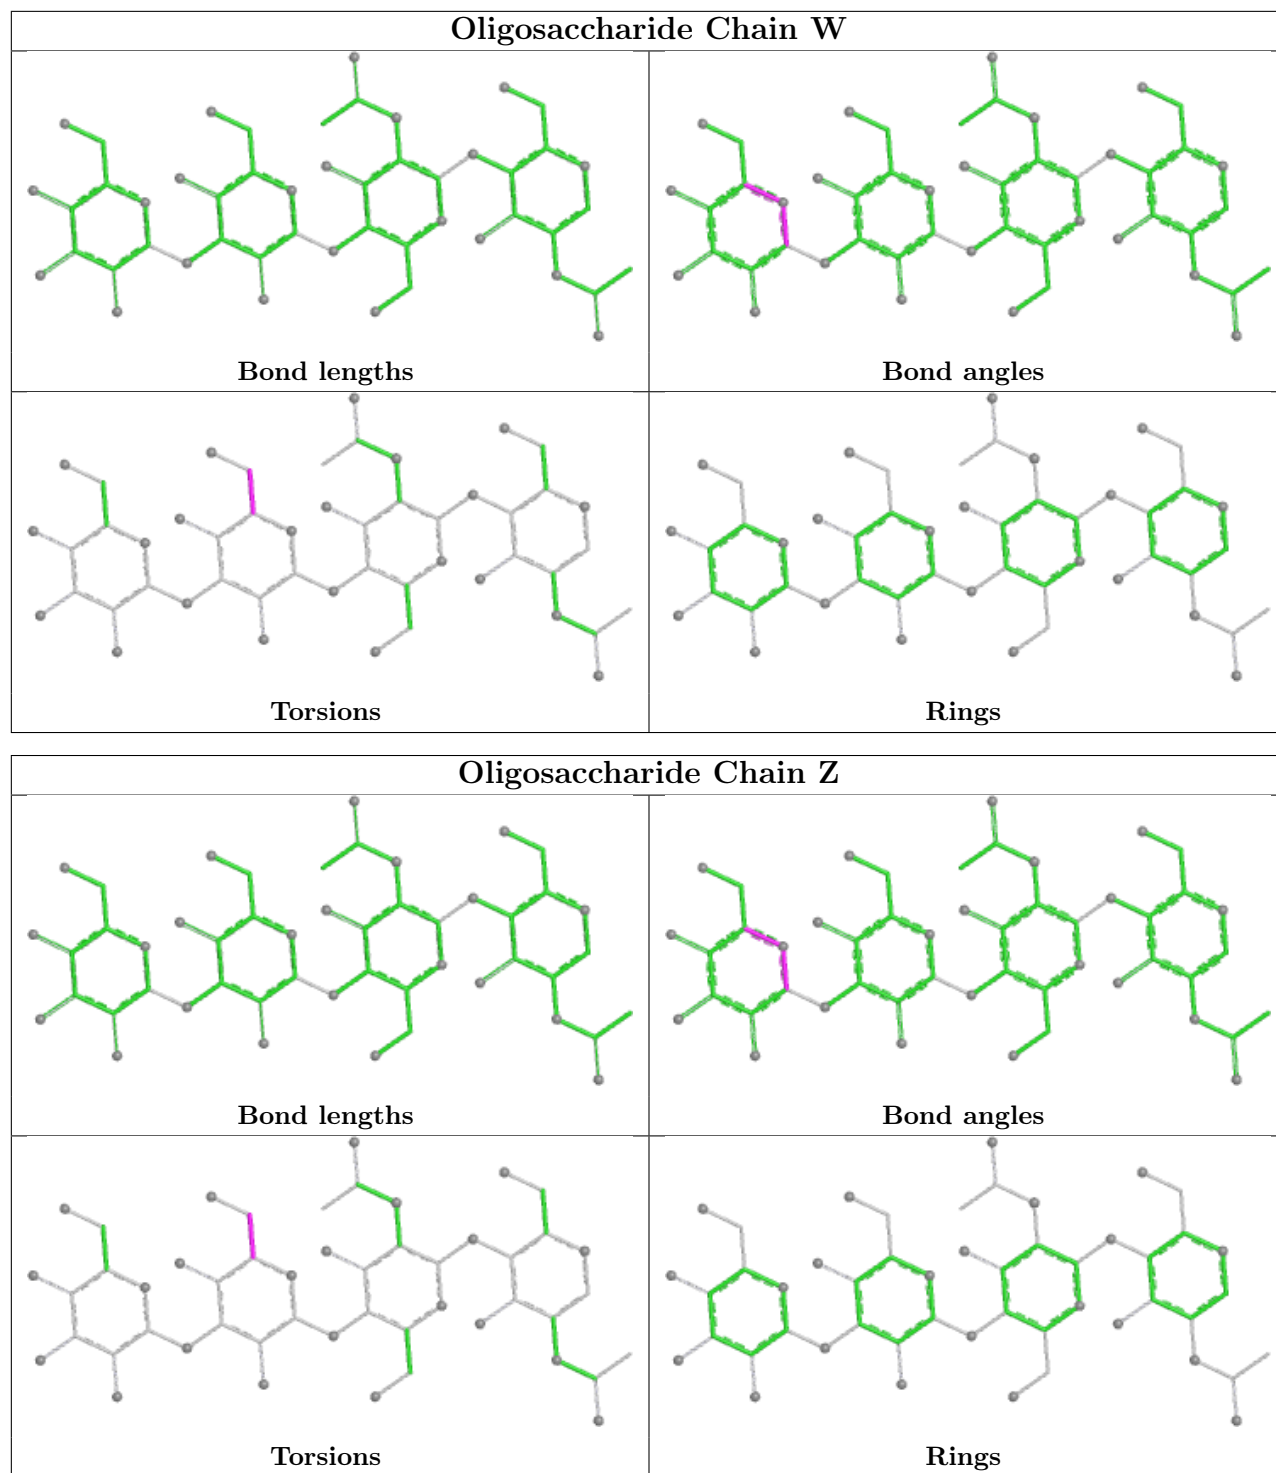 Oligosaccharide Chain W
Bond lengths
Bond angles
Torsions
Rings
Oligosaccharide Chain Z
Bond lengths
Bond angles
Torsions
Rings